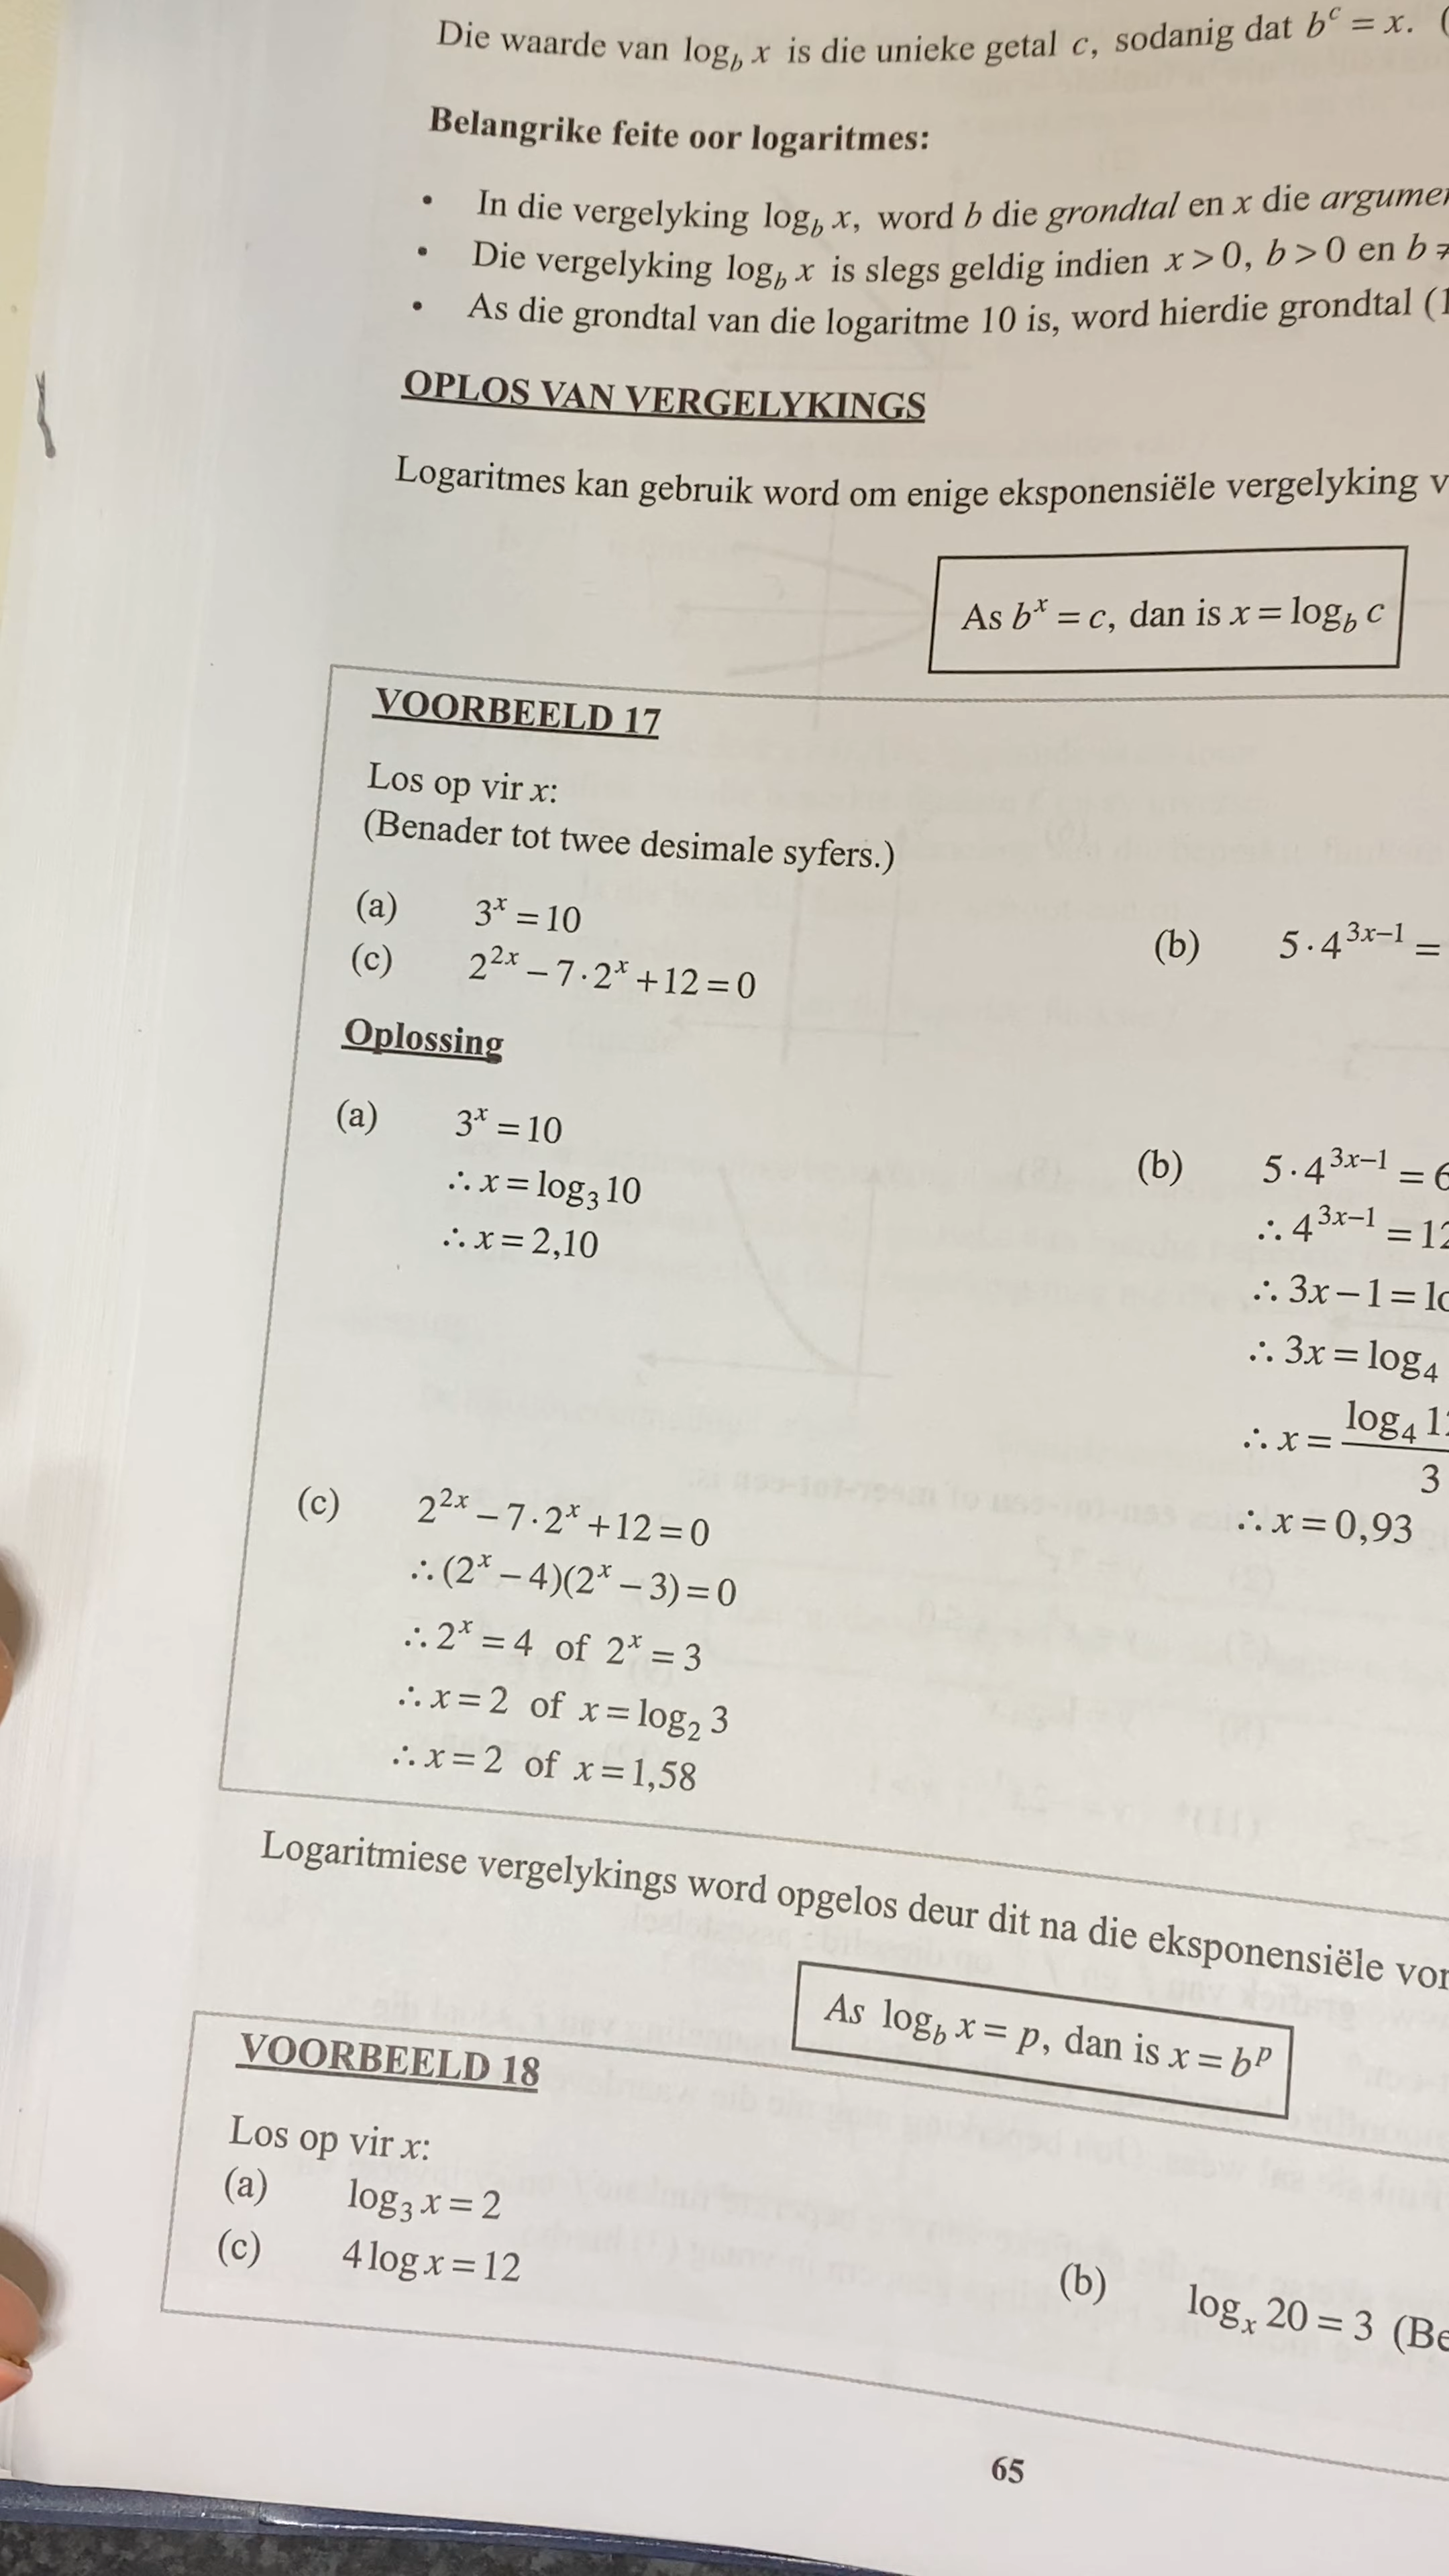 Die waarde van log_b x is die unieke getal c, sodanig dat b^c = x. (
Belangrike feite oor logaritmes:
• In die vergelyking log_b x, word b die grondtal en x die
• Die vergelyking log_b x is slegs geldig indien x > 0, b > 0 en b
• As die grondtal van die logaritme 10 is, word hierdie grondtal (1
OPLOS VAN VERGELYKINGS
Logaritmes kan gebruik word om enige eksponensiële vergelyking v
As b^x = c, dan is x = log_b c
VOORBEELD 17
Los op vir x:
(Benader tot twee desimale syfers.)
(a) 3^x = 10
(b) 5·4^{3x−1} =
(c) 2^{2x} − 7·2^x + 12 = 0
Oplossing
(a) 3^x = 10
∴ x = log_3 10
∴ x = 2,10
(b) 5·4^{3x−1} = 6
∴ 4^{3x−1} = 12
∴ 3x − 1 = lo
∴ 3x = log_4
∴ x = log_4 1
3
∴ x = 0,93
(c) 2^{2x} − 7·2^x + 12 = 0
∴ (2^x − 4)(2^x − 3) = 0
∴ 2^x = 4 of 2^x = 3
∴ x = 2 of x = log_2 3
∴ x = 2 of x = 1,58
Logaritmiese vergelykings word opgelos deur dit na die eksponensiële vor
As log_b x = p, dan is x = b^p
VOORBEELD 18
Los op vir x:
(a) log_3 x = 2
(c) 4 log x = 12
(b) log_x 20 = 3 (Be
65